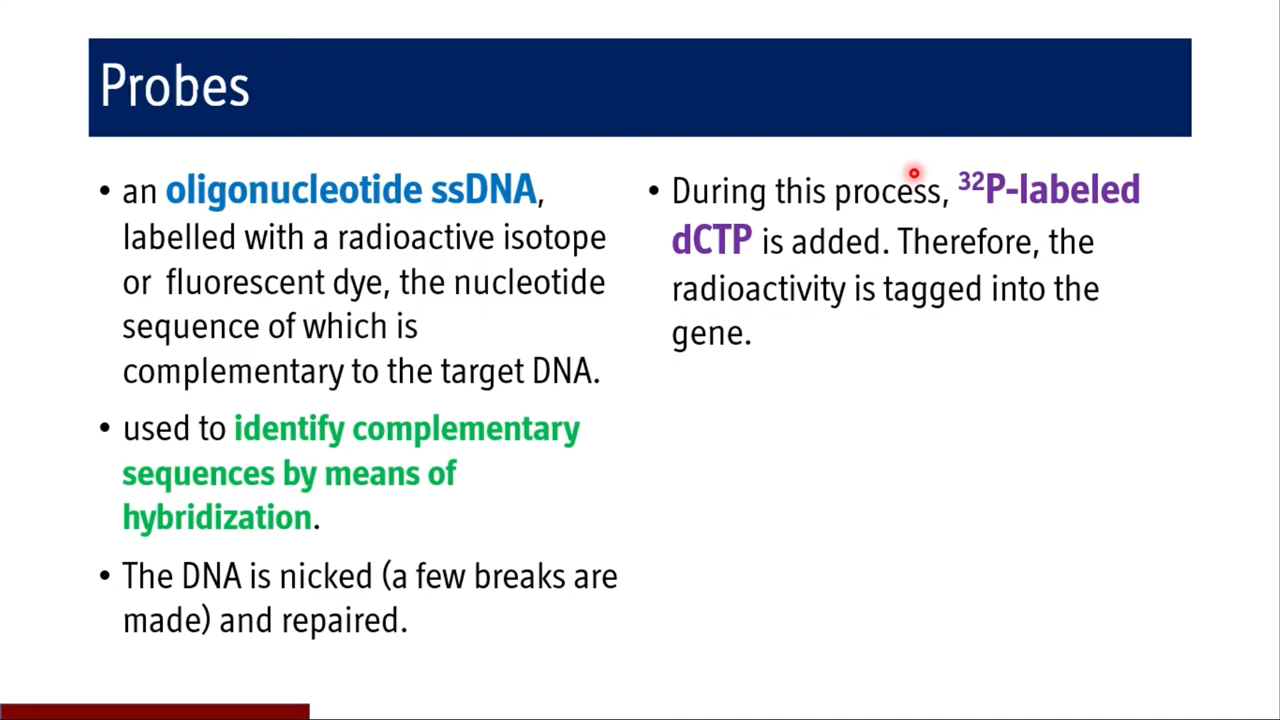 Probes
• an oligonucleotide ssDNA,
labelled with a radioactive isotope
or fluorescent dye, the nucleotide
sequence of which is
complementary to the target DNA.
• used to identify complementary
sequences by means of
hybridization.
• The DNA is nicked (a few breaks are
made) and repaired.
• During this process, ³²P-labeled
dCTP is added. Therefore, the
radioactivity is tagged into the
gene.